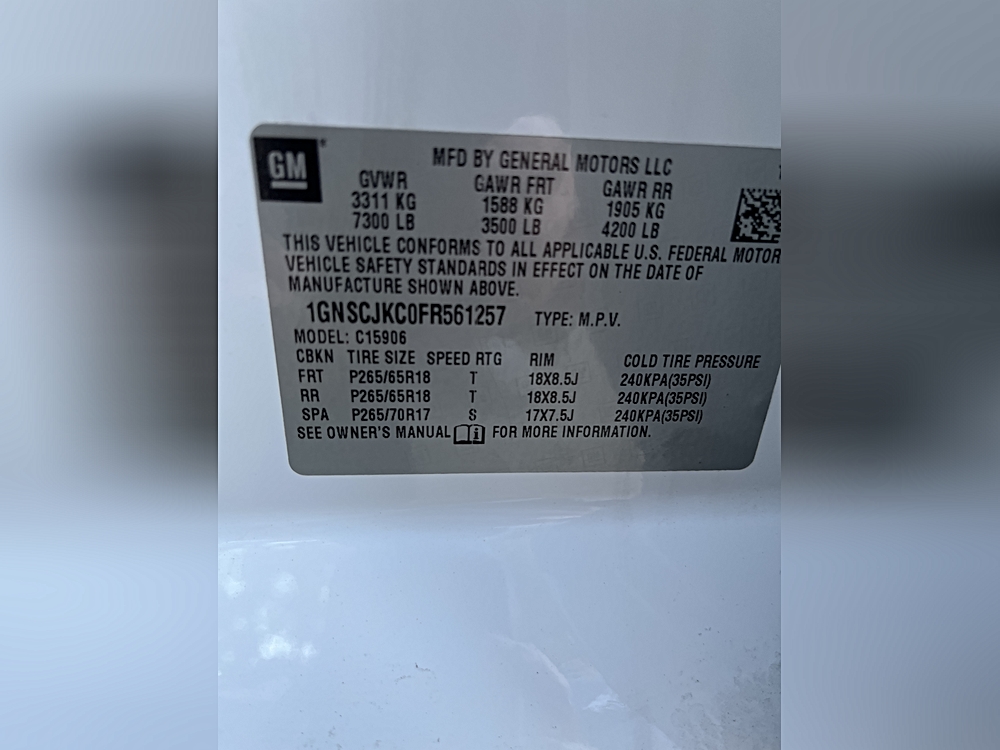 GM
MFD BY GENERAL MOTORS LLC
GVWR GAWR FRT GAWR RR
3311 KG 1588 KG 1905 KG
7300 LB 3500 LB 4200 LB
THIS VEHICLE CONFORMS TO ALL APPLICABLE U.S. FEDERAL MOTOR
VEHICLE SAFETY STANDARDS IN EFFECT ON THE DATE OF
MANUFACTURE SHOWN ABOVE.
1GNSCJKC0FR561257 TYPE: M.P.V.
MODEL: C15906
CBKN TIRE SIZE SPEED RTG RIM COLD TIRE PRESSURE
FRT P265/65R18 T 18X8.5J 240KPA(35PSI)
RR P265/65R18 T 18X8.5J 240KPA(35PSI)
SPA P265/70R17 S 17X7.5J 240KPA(35PSI)
SEE OWNER'S MANUAL FOR MORE INFORMATION.